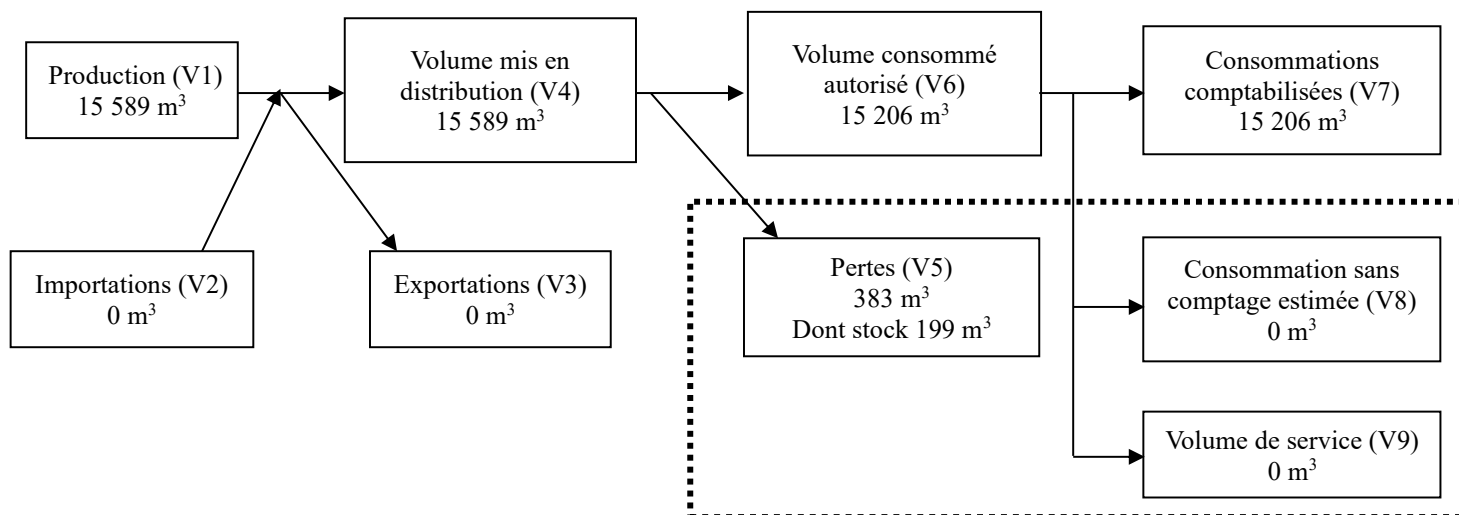 Production (V1)
15 589 m³
Volume mis en
distribution (V4)
15 589 m³
Volume consommé
autorisé (V6)
15 206 m³
Consommations
comptabilisées (V7)
15 206 m³
Importations (V2)
0 m³
Exportations (V3)
0 m³
Pertes (V5)
383 m³
Dont stock 199 m³
Consommation sans
comptage estimée (V8)
0 m³
Volume de service (V9)
0 m³